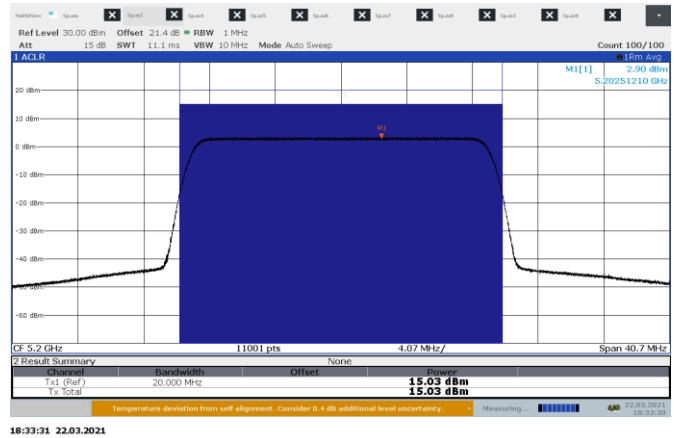 MultiView Spectrum
Ref Level 30.00 dBm Offset 21.4 dB RBW 1 MHz
Att 15 dB SWT 11.1 ms VBW 10 MHz Mode Auto Sweep Count 100/100
1 ACLR 1Rm Avg
M1[1] 2.90 dBm
5.20251210 GHz
20 dBm
10 dBm
M1
0 dBm
-10 dBm
-20 dBm
-30 dBm
-40 dBm
-50 dBm
-60 dBm
CF 5.2 GHz 11001 pts 4.07 MHz/ Span 40.7 MHz
2 Result Summary None
Channel Bandwidth Offset Power
Tx1 (Ref) 20.000 MHz 15.03 dBm
Tx Total 15.03 dBm
Temperature deviation from self alignment. Consider 0.4 dB additional level uncertainty. Measuring... 22.03.2021
18:33:30
18:33:31 22.03.2021